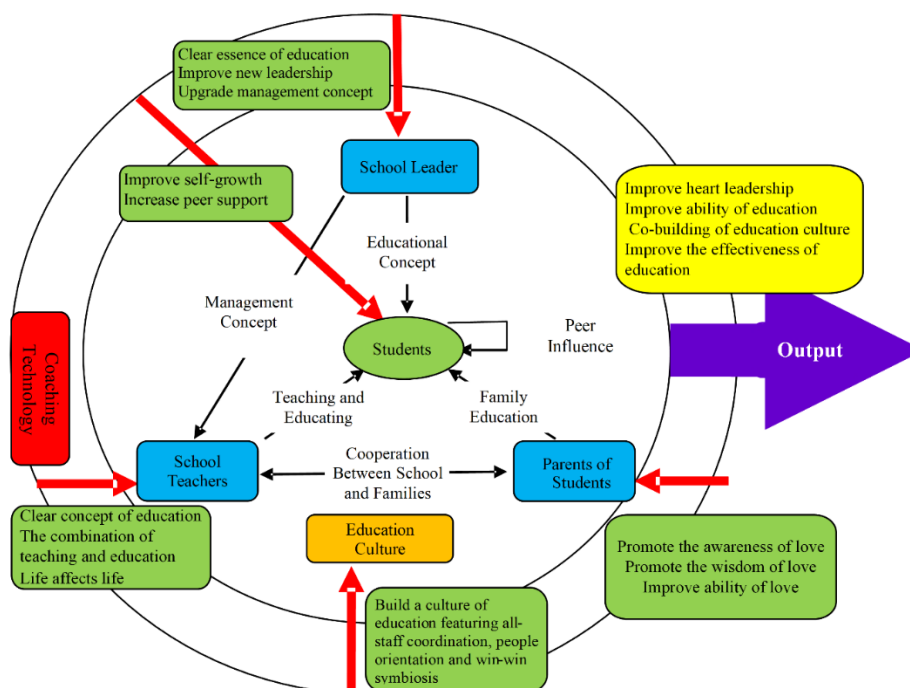 Clear essence of education
Improve new leadership
Upgrade management concept
School Leader
Improve self-growth
Increase peer support
Improve heart leadership
Improve ability of education
Co-building of education culture
Improve the effectiveness of
education
Educational
Concept
Management
Concept
Students
Peer
Influence
Output
Coaching
Technology
Teaching and
Educating
Family
Education
School
Teachers
Cooperation
Between School
and Families
Parents of
Students
Clear concept of education
The combination of
teaching and education
Life affects life
Education
Culture
Promote the awareness of love
Promote the wisdom of love
Improve ability of love
Build a culture of
education featuring all-
staff coordination, people
orientation and win-win
symbiosis